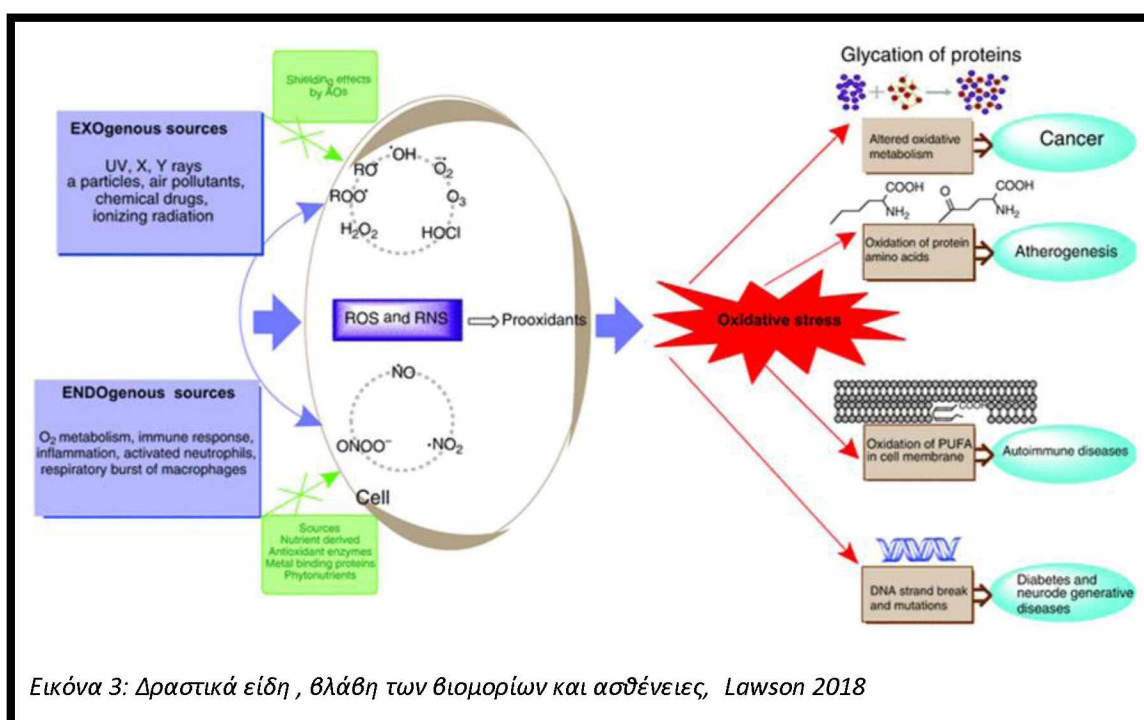 Shielding effects
by AOs
EXOgenous sources
UV, X, Y rays
a particles, air pollutants,
chemical drugs,
ionizing radiation
ENDOgenous sources
O₂ metabolism, immune response,
inflammation, activated neutrophils,
respiratory burst of macrophages
Sources
Nutrient derived
Antioxidant enzymes
Metal binding proteins
Phytonutrients
•OH
RO•
O₂•̄
ROO•
O₃
H₂O₂
HOCl
ROS and RNS
Prooxidants
NO
ONOO⁻
•NO₂
Cell
Oxidative stress
Glycation of proteins
+
Altered oxidative
metabolism
Cancer
COOH
NH₂
O
COOH
NH₂
Oxidation of protein
amino acids
Atherogenesis
COOH
Oxidation of PUFA
in cell membrane
Autoimmune diseases
DNA strand break
and mutations
Diabetes and
neurode generative
diseases
Εικόνα 3: Δραστικά είδη , βλάβη των βιομορίων και ασθένειες, Lawson 2018